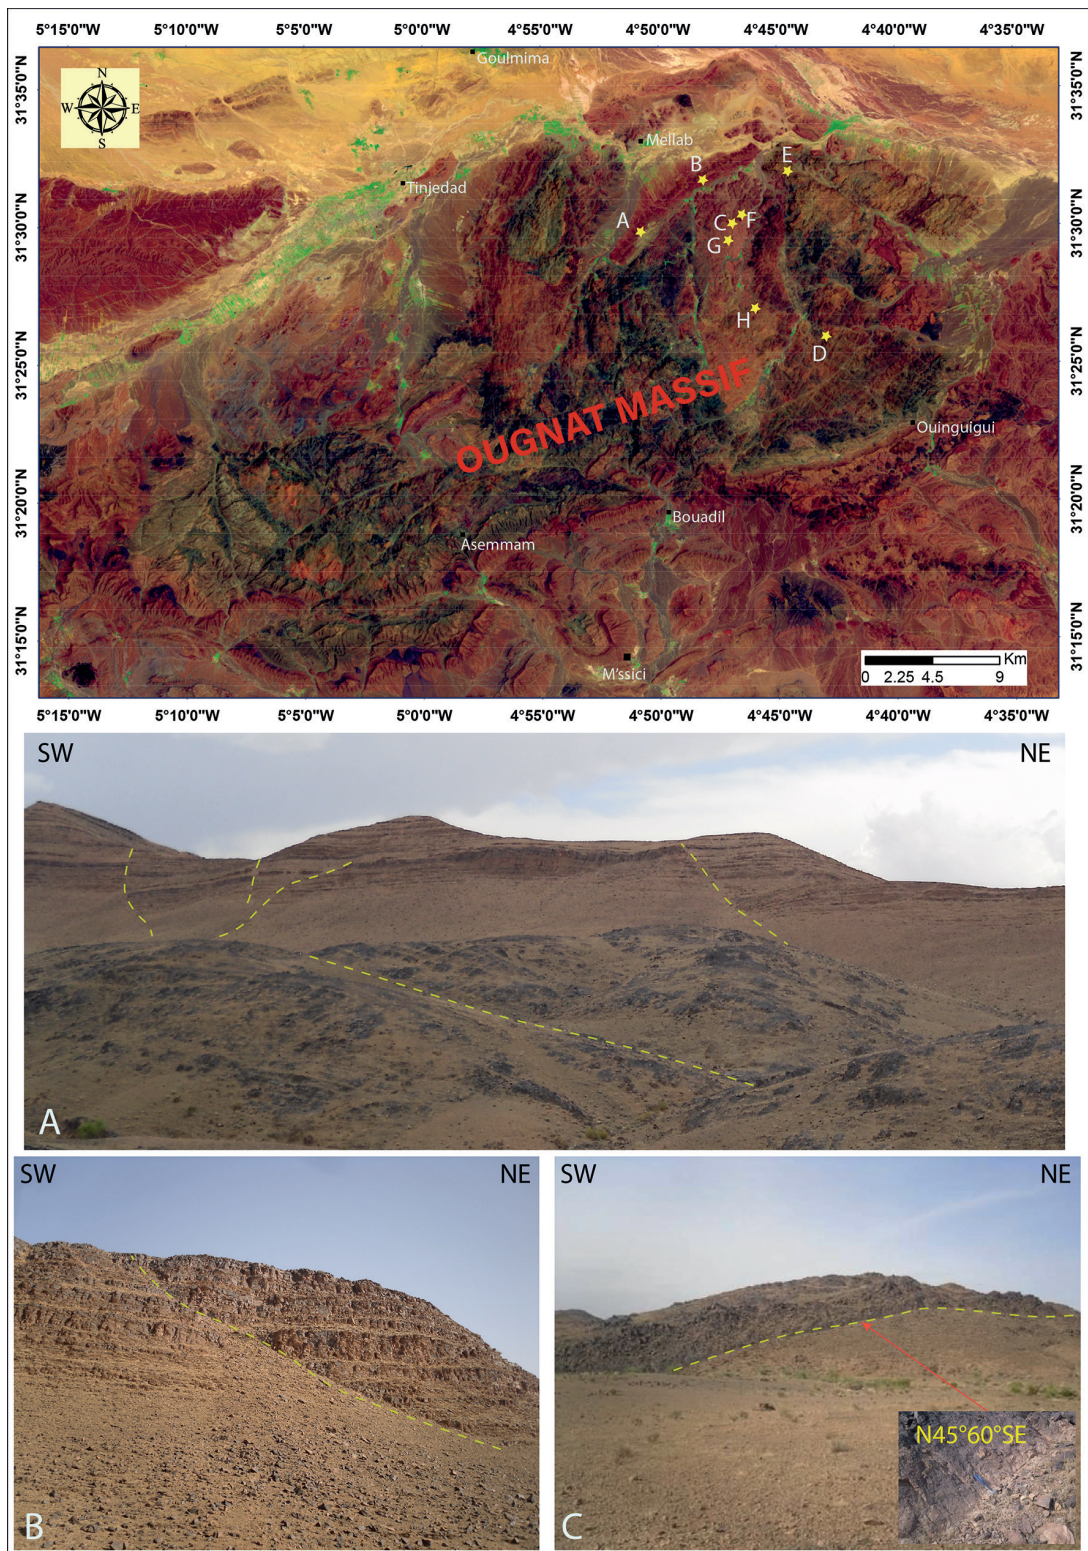 5°15'0"W 5°10'0"W 5°5'0"W 5°0'0"W 4°55'0"W 4°50'0"W 4°45'0"W 4°40'0"W 4°35'0"W
31°35'0"N
31°30'0"N
31°25'0"N
31°20'0"N
31°15'0"N
N
W E
S
Goulmima
Mellab
Tinjedad
A
B
C
F
E
G
H
D
OUGNAT MASSIF
Ouinguigui
Bouadil
Asemmam
M'ssici
Km
0 2.25 4.5 9
31°35'0"N
31°30'0"N
31°25'0"N
31°20'0"N
31°15'0"N
5°15'0"W 5°10'0"W 5°5'0"W 5°0'0"W 4°55'0"W 4°50'0"W 4°45'0"W 4°40'0"W 4°35'0"W
SW NE
A
SW NE
B
SW NE
N45°60°SE
C